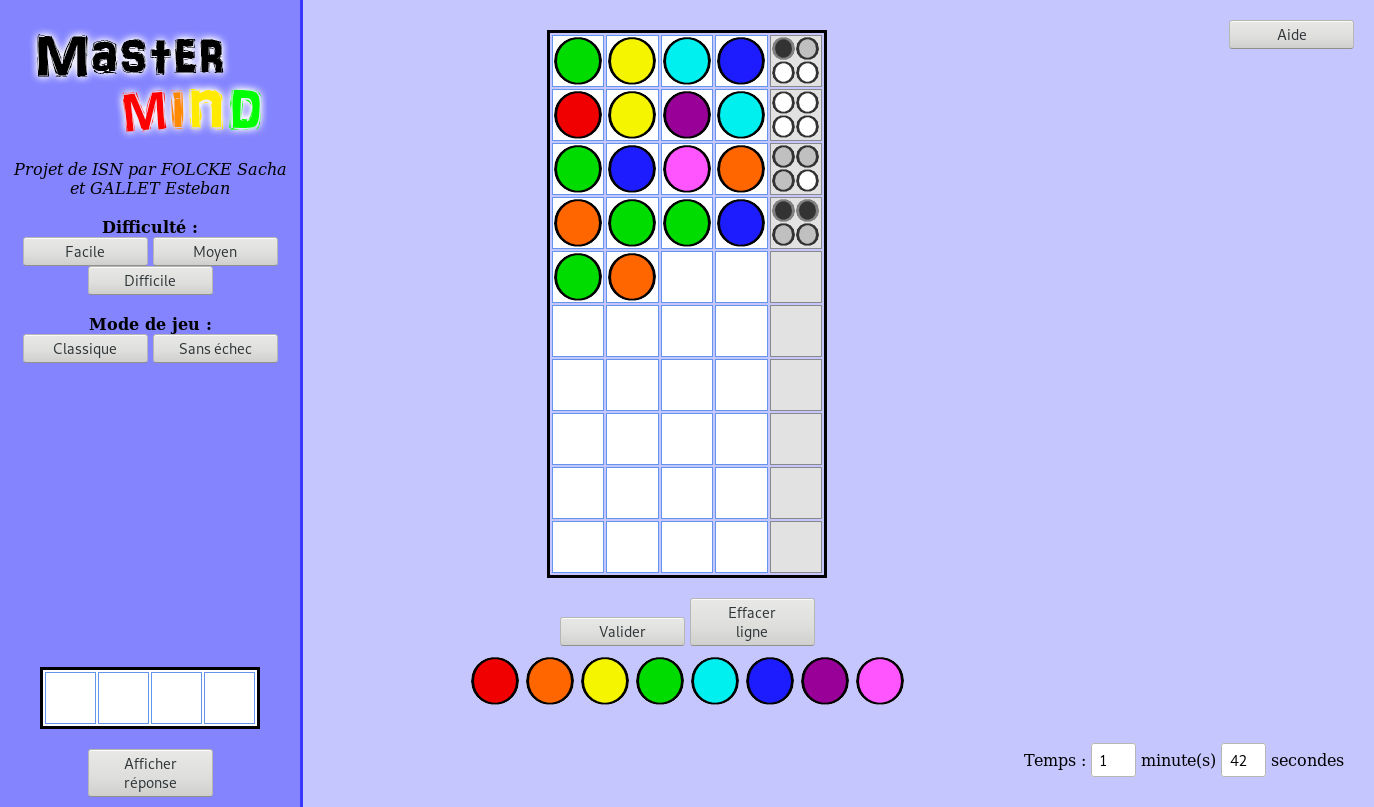 MasTER
MinD
Projet de ISN par FOLCKE Sacha
et GALLET Esteban
Difficulté :
Facile
Moyen
Difficile
Mode de jeu :
Classique
Sans échec
Afficher
réponse
Aide
Valider
Effacer
ligne
Temps : 1 minute(s) 42 secondes